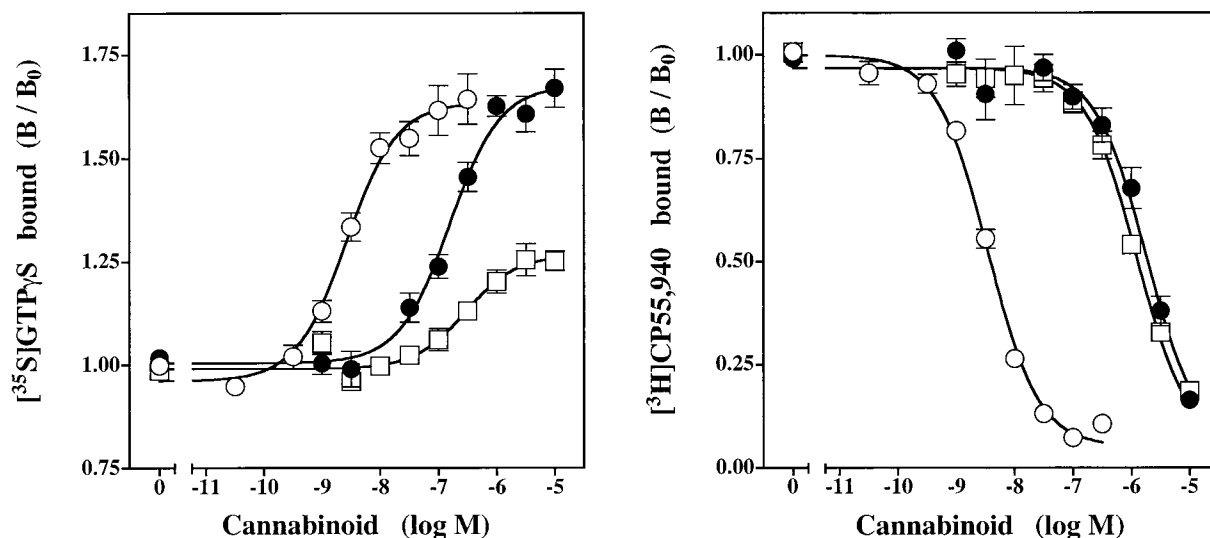 [³⁵S]GTPγS bound (B / B₀)
1.75
1.50
1.25
1.00
0.75
0 -11 -10 -9 -8 -7 -6 -5
Cannabinoid (log M)
[³H]CP55,940 bound (B / B₀)
1.00
0.75
0.50
0.25
0.00
0 -11 -10 -9 -8 -7 -6 -5
Cannabinoid (log M)